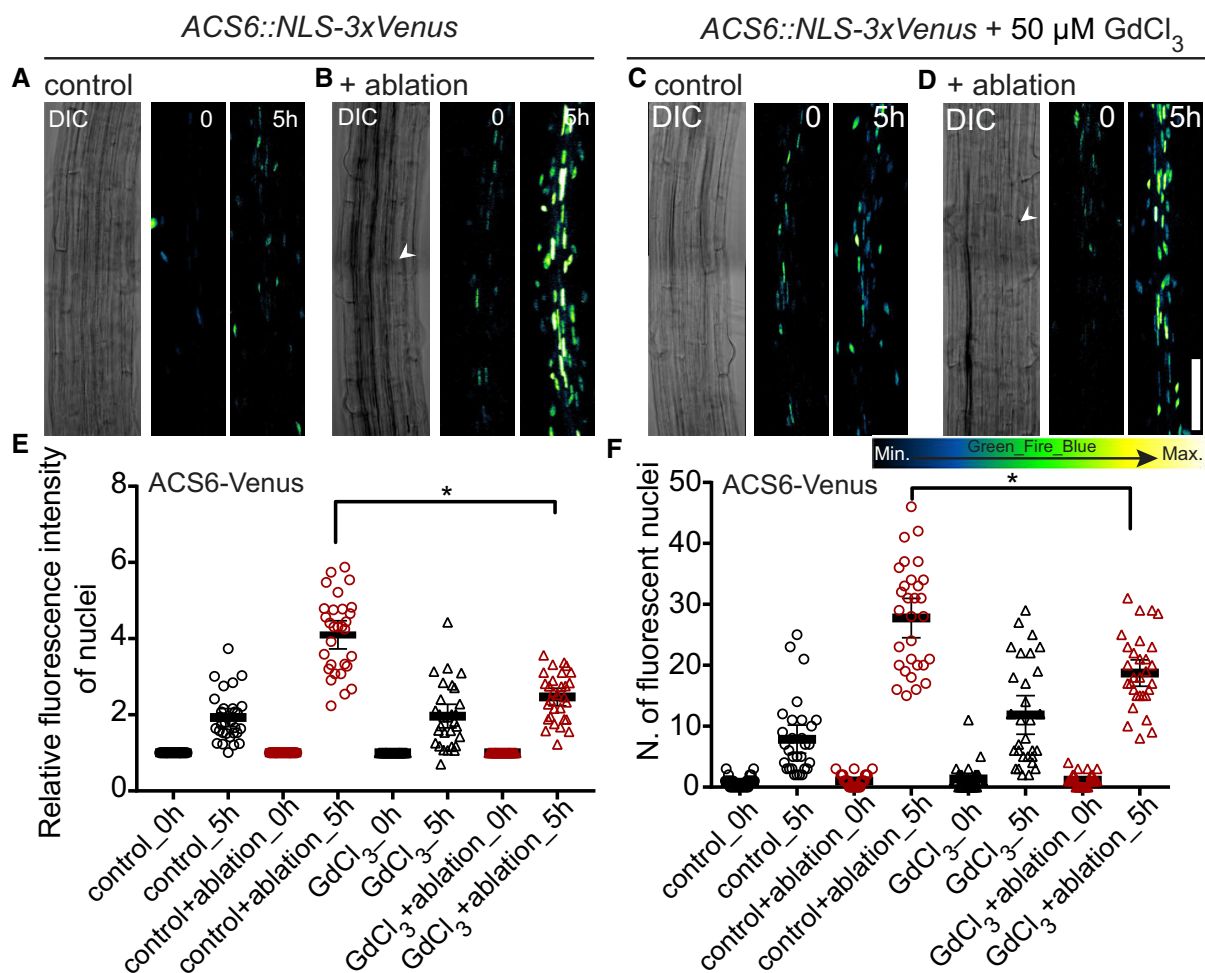 ACS6::NLS-3xVenus
ACS6::NLS-3xVenus + 50 µM GdCl3
A control
B + ablation
C control
D + ablation
DIC 0 5h
DIC 0 5h
DIC 0 5h
DIC 0 5h
Min. Green_Fire_Blue Max.
E
ACS6-Venus
Relative fluorescence intensity of nuclei
8
6
4
2
0
*
control_0h
control_5h
control+ablation_0h
control+ablation_5h
GdCl3_0h
GdCl3_5h
GdCl3+ablation_0h
GdCl3+ablation_5h
F
ACS6-Venus
N. of fluorescent nuclei
50
40
30
20
10
0
*
control_0h
control_5h
control+ablation_0h
control+ablation_5h
GdCl3_0h
GdCl3_5h
GdCl3+ablation_0h
GdCl3+ablation_5h